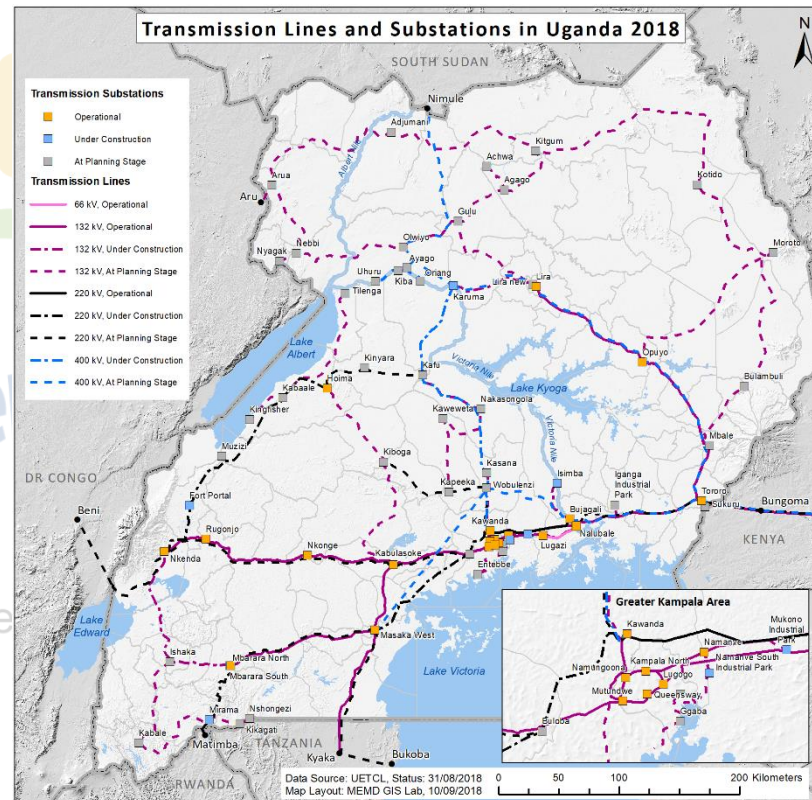 Transmission Lines and Substations in Uganda 2018
N
SOUTH SUDAN
Transmission Substations
Operational
Under Construction
At Planning Stage
Transmission Lines
66 kV, Operational
132 kV, Operational
132 kV, Under Construction
132 kV, At Planning Stage
220 kV, Operational
220 kV, Under Construction
220 kV, At Planning Stage
400 kV, Under Construction
400 kV, At Planning Stage
Nimule
Adjumani
Albert Nile
Kitgum
Achwa
Agago
Arua
Aru
Kotido
Gulu
Moroto
Olwiyo
Nebbi
Nyagak
Ayago
Uhuru
Kiba
Oriang
Tilenga
Karuma
Lira new
Lira
Lake
Albert
Kinyara
Kafu
Victoria Nile
Opuyo
Hoima
Kabaale
Lake Kyoga
Bulambuli
Kingfisher
Nakasongola
Kaweweta
Victoria
Nile
Muzizi
Mbale
Kiboga
Kasana
DR CONGO
Kapeeka
Wobulenzi
Isimba
Iganga
Industrial
Park
Beni
Fort Portal
Tororo
Sukuru
Bungoma
Bujagali
Kawanda
Rugonjo
Nkonge
Nalubale
Lugazi
KENYA
Nkenda
Kabulasoke
Entebbe
Lake
Edward
Masaka West
Ishaka
Mbarara North
Mbarara South
Lake Victoria
Mirama
Nshongezi
Kikagati
Kabale
Matimba
TANZANIA
Kyaka
Bukoba
RWANDA
Greater Kampala Area
Kawanda
Mukono
Industrial
Park
Namanve
Namungoona
Kampala North
Namanve South
Industrial Park
Lugogo
Mutundwe
Queensway
Buloba
Ggaba
Data Source: UETCL, Status: 31/08/2018
Map Layout: MEMD GIS Lab, 10/09/2018
0 50 100 200 Kilometers